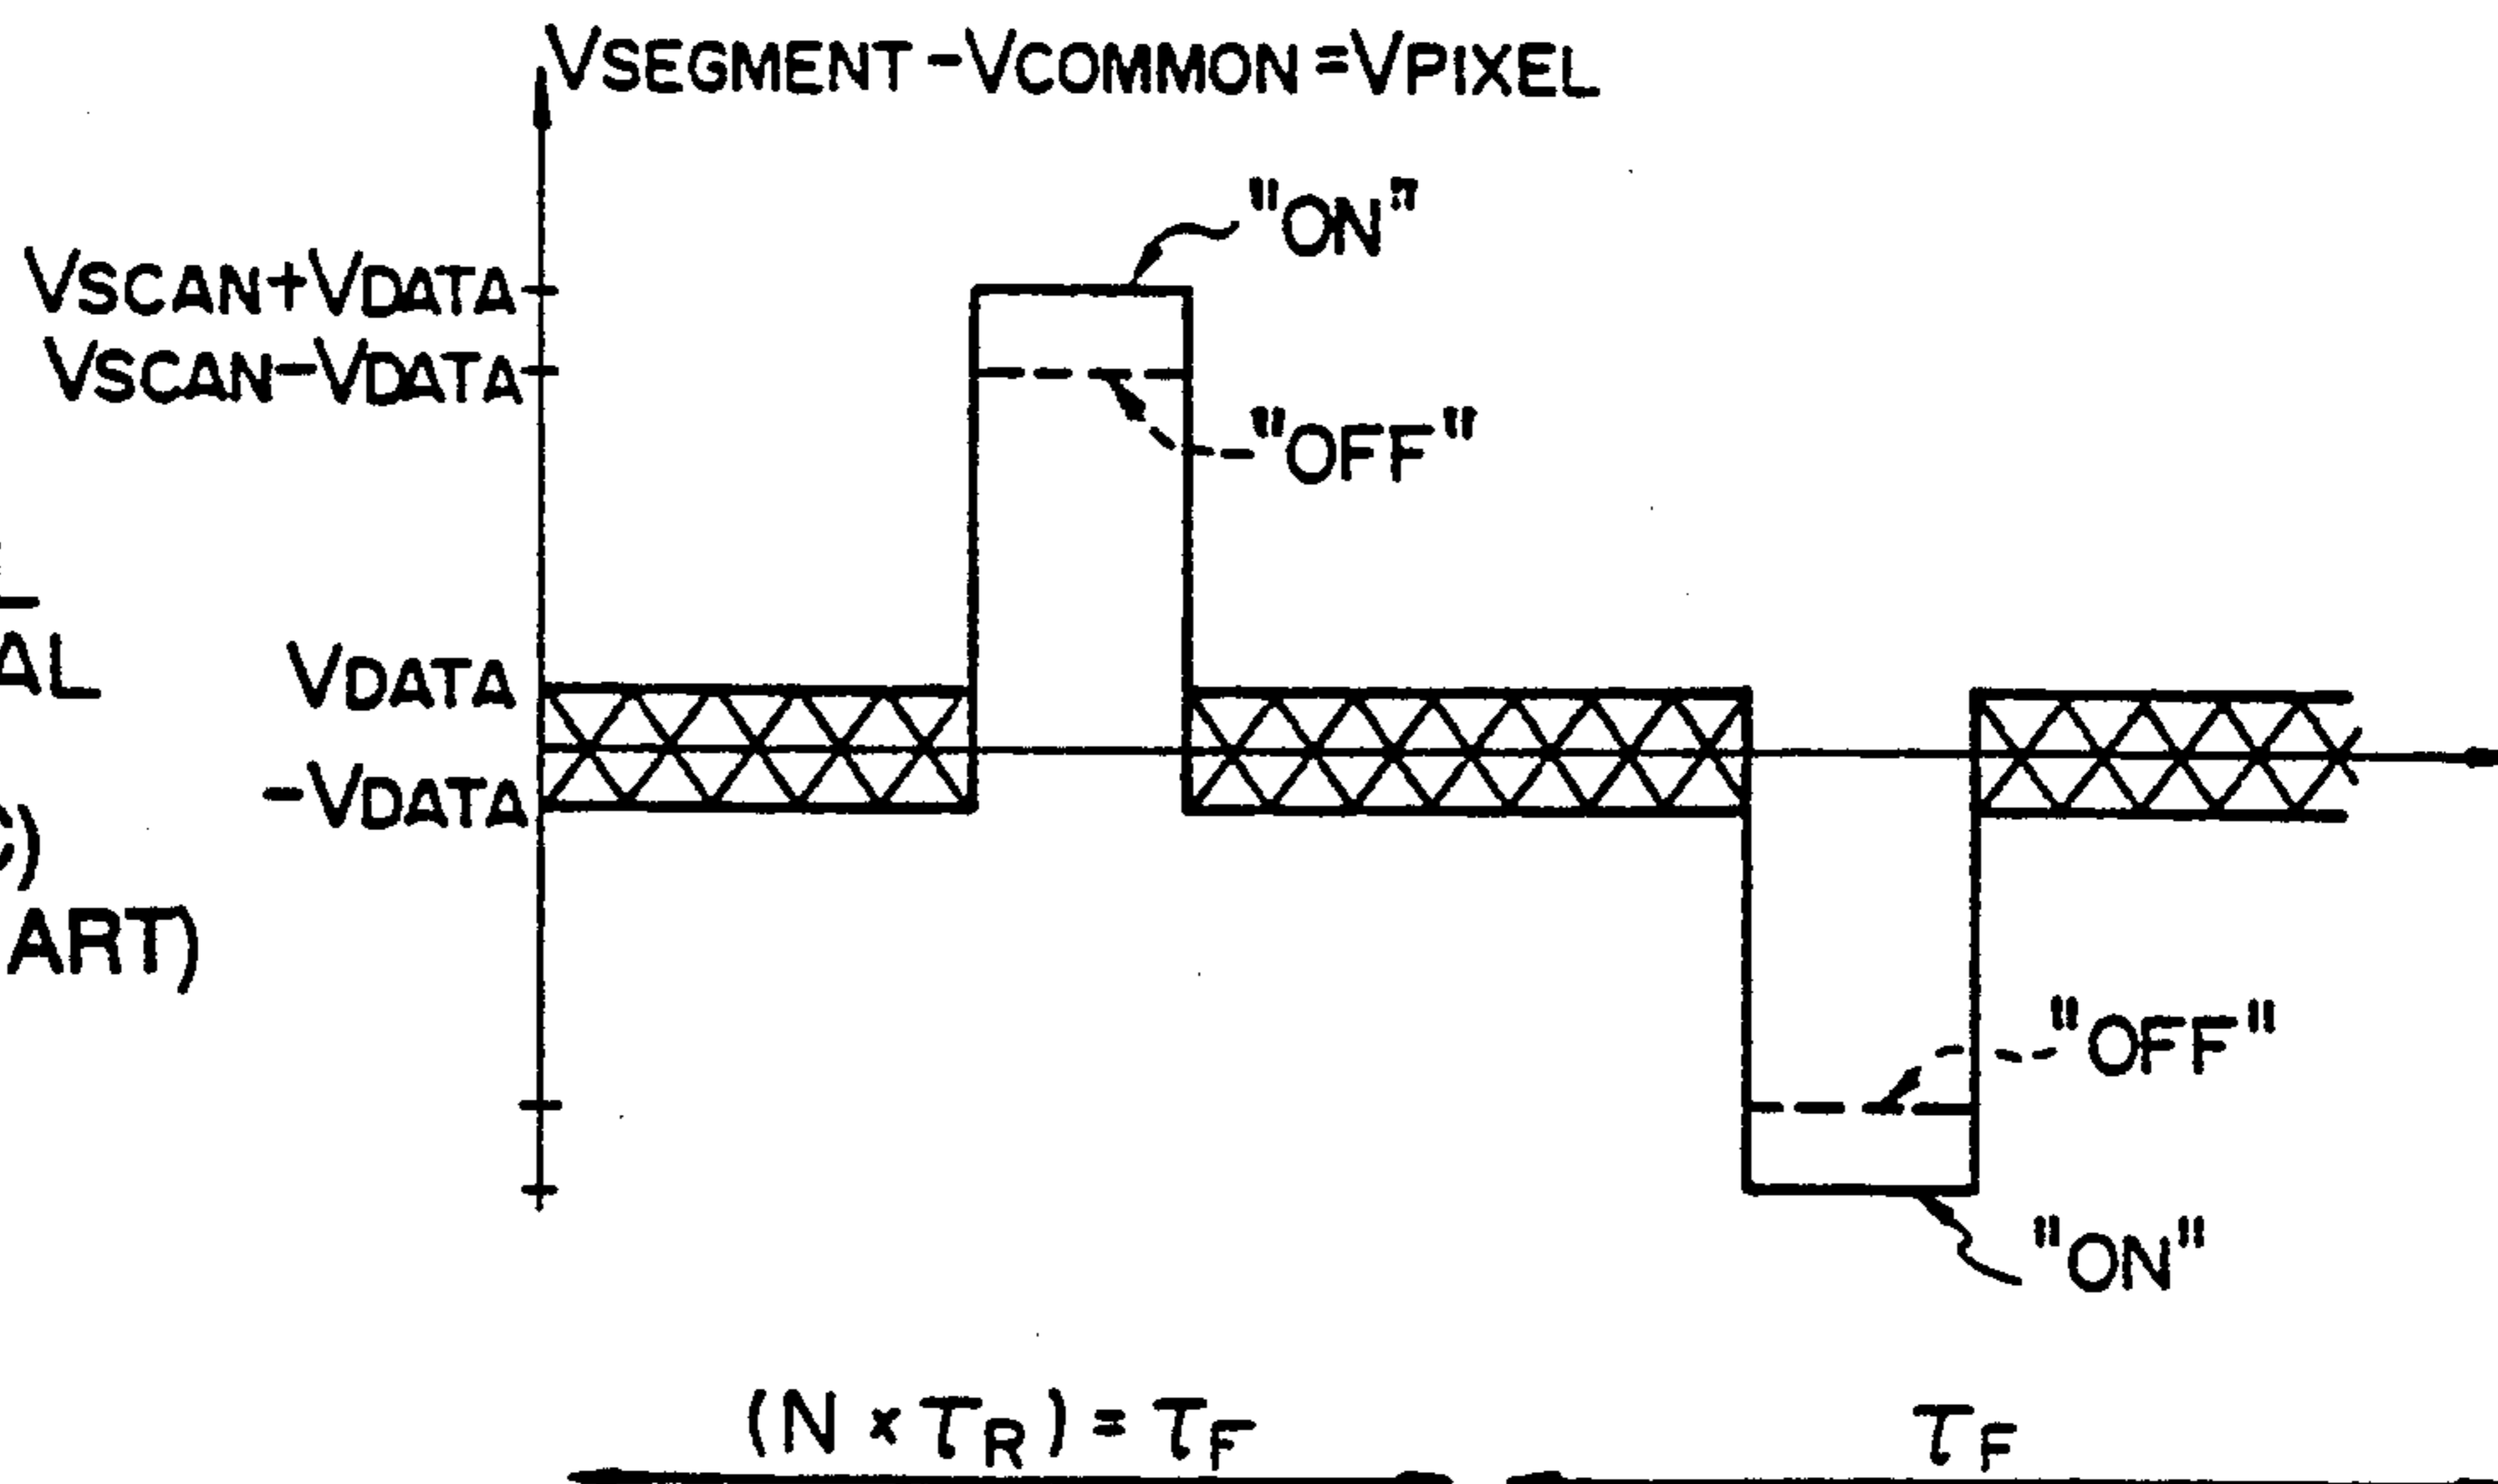 VSEGMENT-VCOMMON=VPIXEL
"ON"
VSCAN+VDATA
VSCAN-VDATA
"OFF"
AL
VDATA
-VDATA
ART)
"OFF"
"ON"
(N×τR)=τF
τF